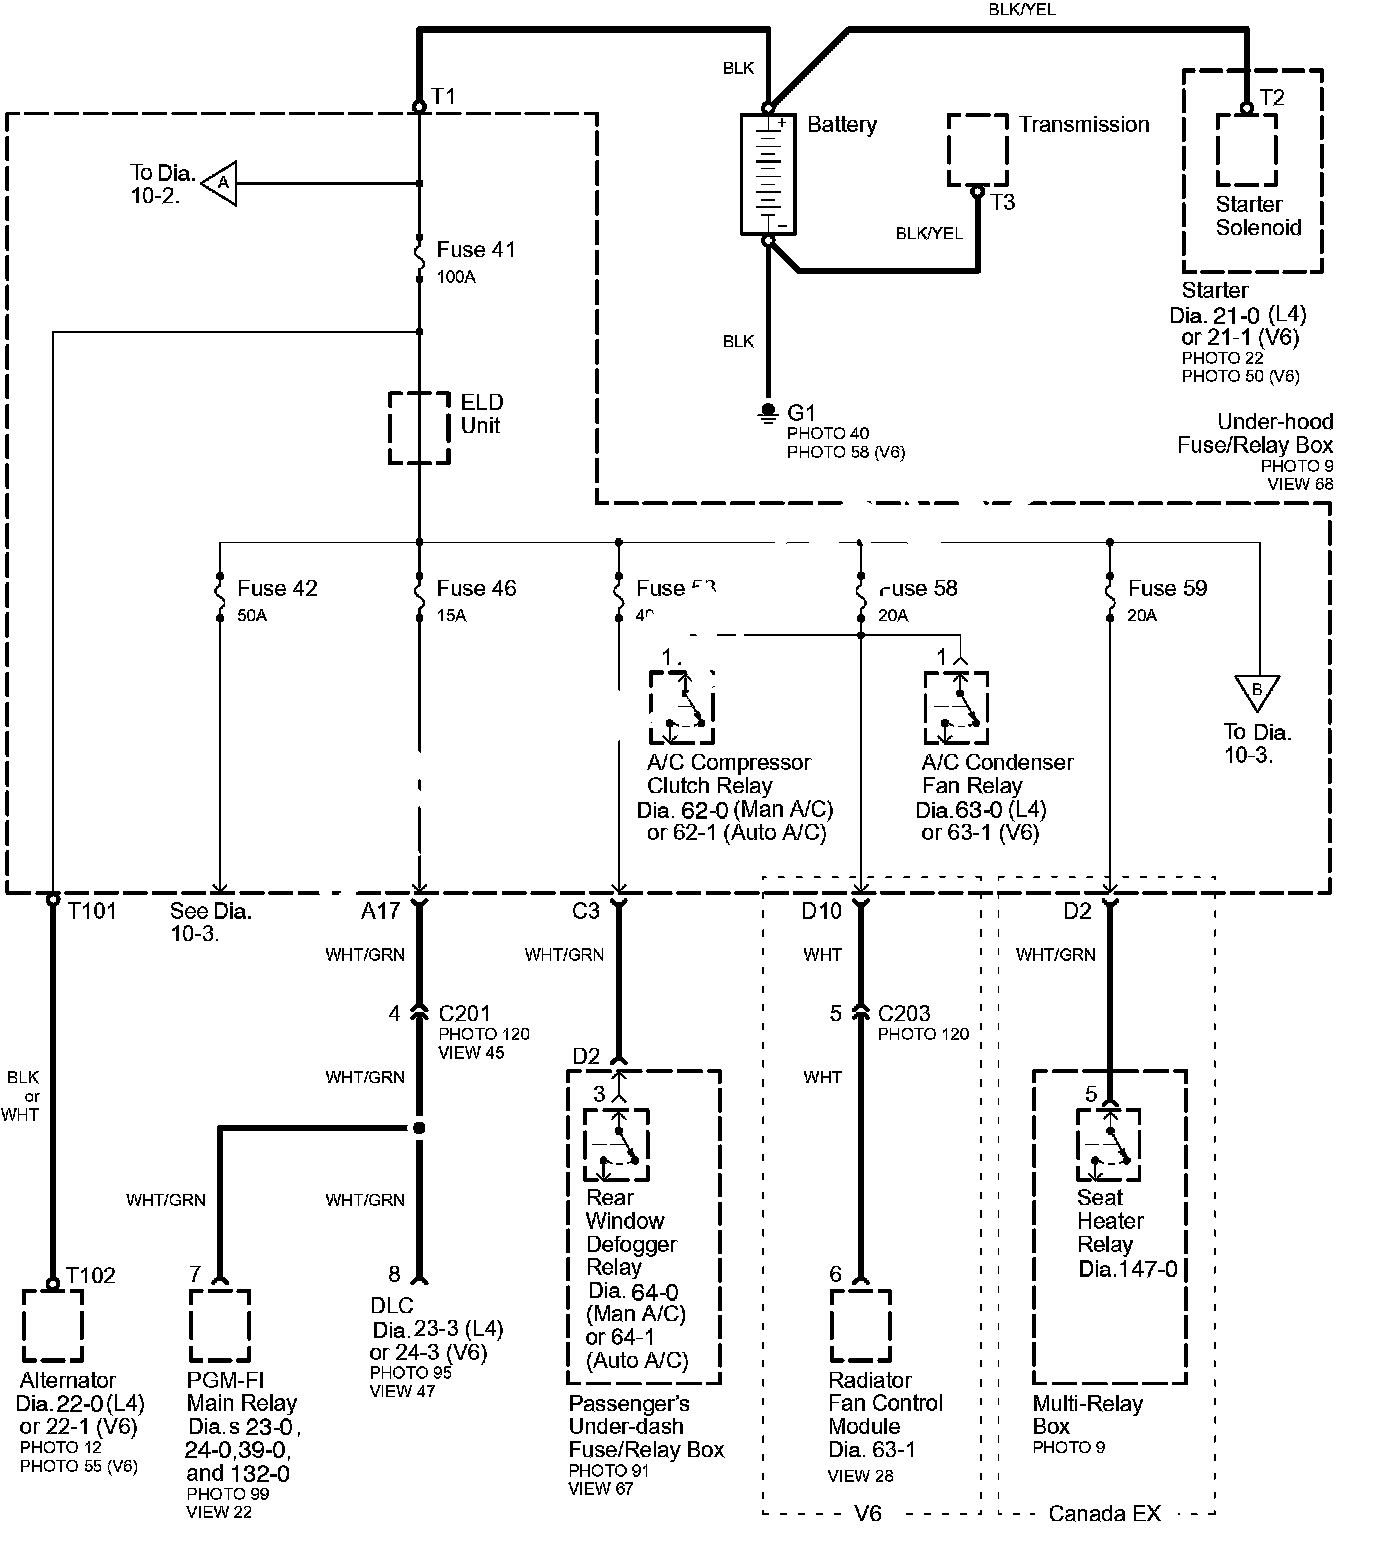 BLK/YEL
BLK
T1
T2
Battery
+
−
Transmission
To Dia.
10-2.
A
T3
Starter
Solenoid
BLK/YEL
Fuse 41
100A
Starter
Dia. 21-0 (L4)
or 21-1 (V6)
PHOTO 22
PHOTO 50 (V6)
BLK
ELD
Unit
G1
PHOTO 40
PHOTO 58 (V6)
Under-hood
Fuse/Relay Box
PHOTO 9
VIEW 68
Fuse 42
50A
Fuse 46
15A
Fuse
58
20A
Fuse 59
20A
1
1
B
To Dia.
10-3.
A/C Compressor
Clutch Relay
Dia. 62-0 (Man A/C)
or 62-1 (Auto A/C)
A/C Condenser
Fan Relay
Dia.63-0 (L4)
or 63-1 (V6)
T101
See Dia.
10-3.
A17
C3
D10
D2
WHT/GRN
WHT/GRN
WHT
WHT/GRN
4
C201
PHOTO 120
VIEW 45
5
C203
PHOTO 120
BLK
or
WHT
WHT/GRN
D2
WHT
3
5
WHT/GRN
WHT/GRN
Rear
Window
Defogger
Relay
Dia. 64-0
(Man A/C)
or 64-1
(Auto A/C)
Seat
Heater
Relay
Dia.147-0
T102
7
8
6
DLC
Dia. 23-3 (L4)
or 24-3 (V6)
PHOTO 95
VIEW 47
Alternator
Dia.22-0 (L4)
or 22-1 (V6)
PHOTO 12
PHOTO 55 (V6)
PGM-FI
Main Relay
Dia.s 23-0,
24-0,39-0,
and 132-0
PHOTO 99
VIEW 22
Passenger's
Under-dash
Fuse/Relay Box
PHOTO 91
VIEW 67
Radiator
Fan Control
Module
Dia. 63-1
VIEW 28
Multi-Relay
Box
PHOTO 9
V6
Canada EX